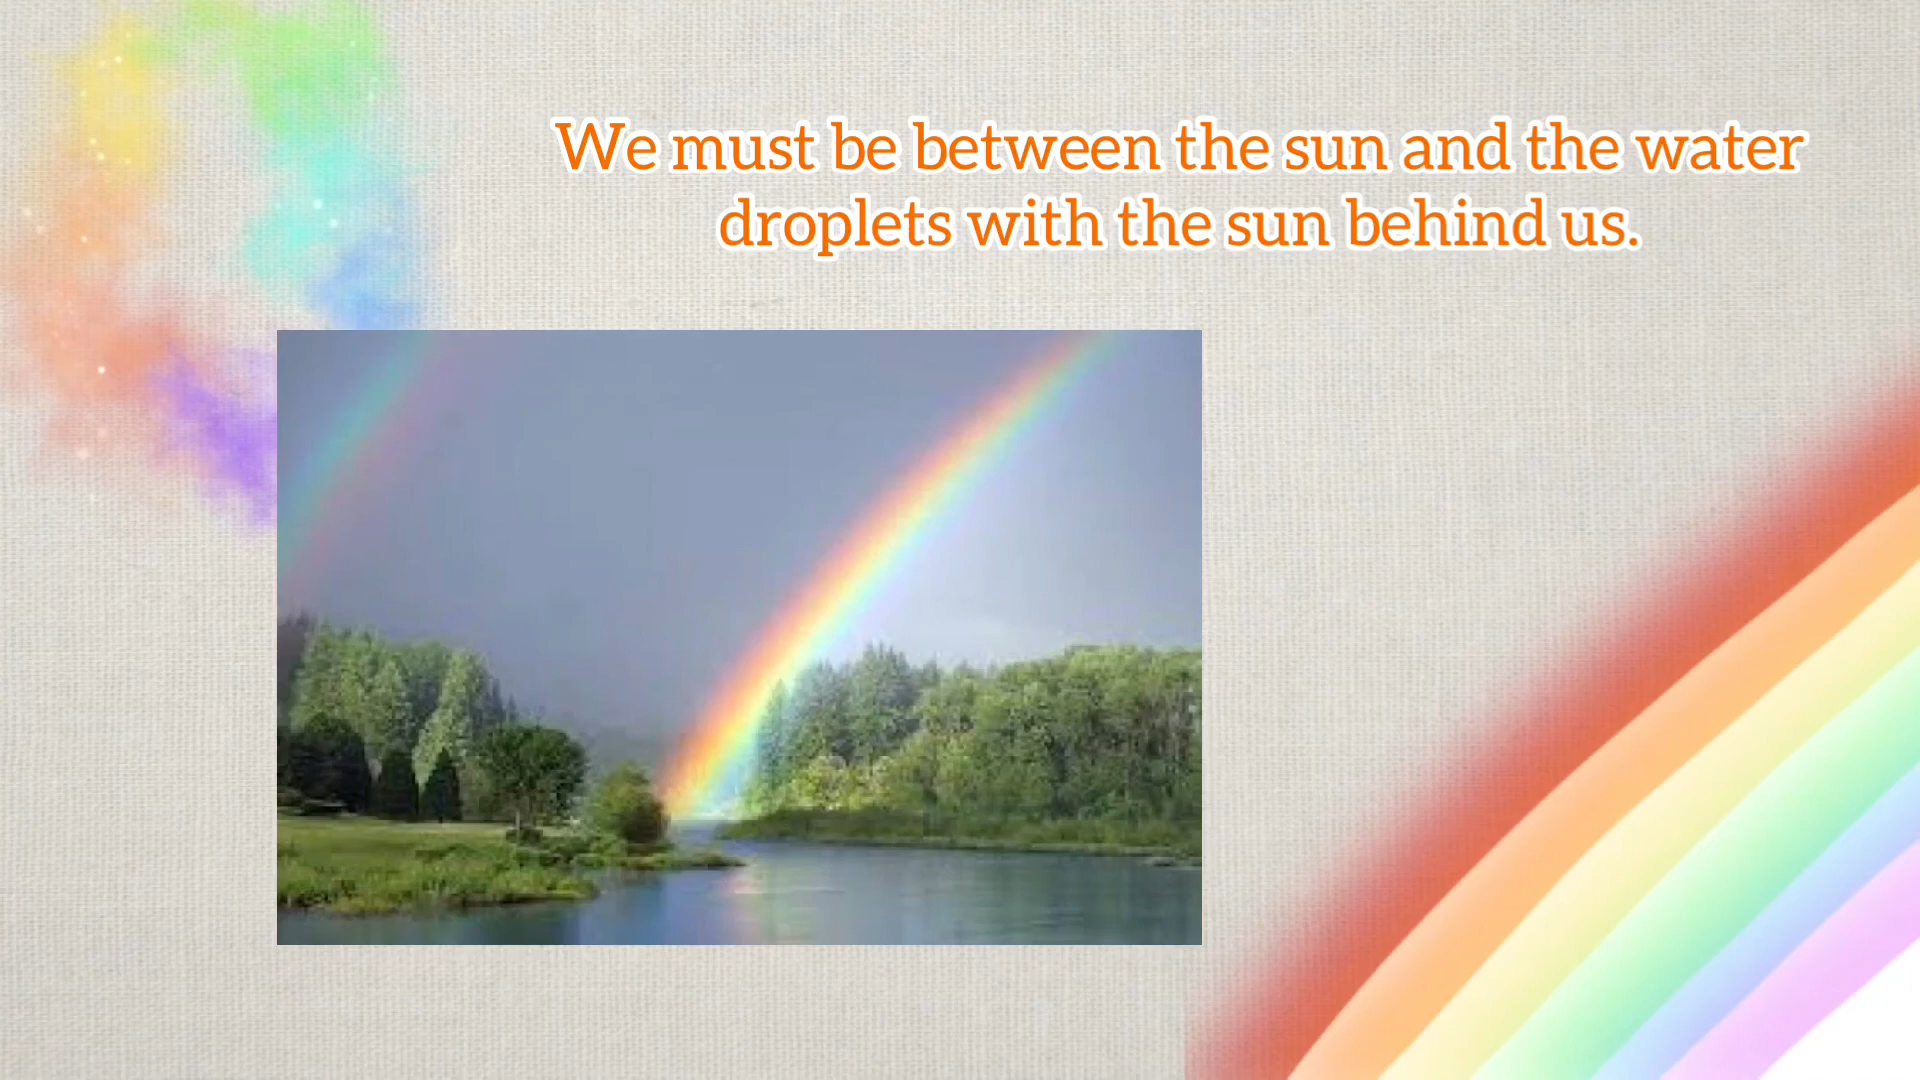 We must be between the sun and the water
droplets with the sun behind us.